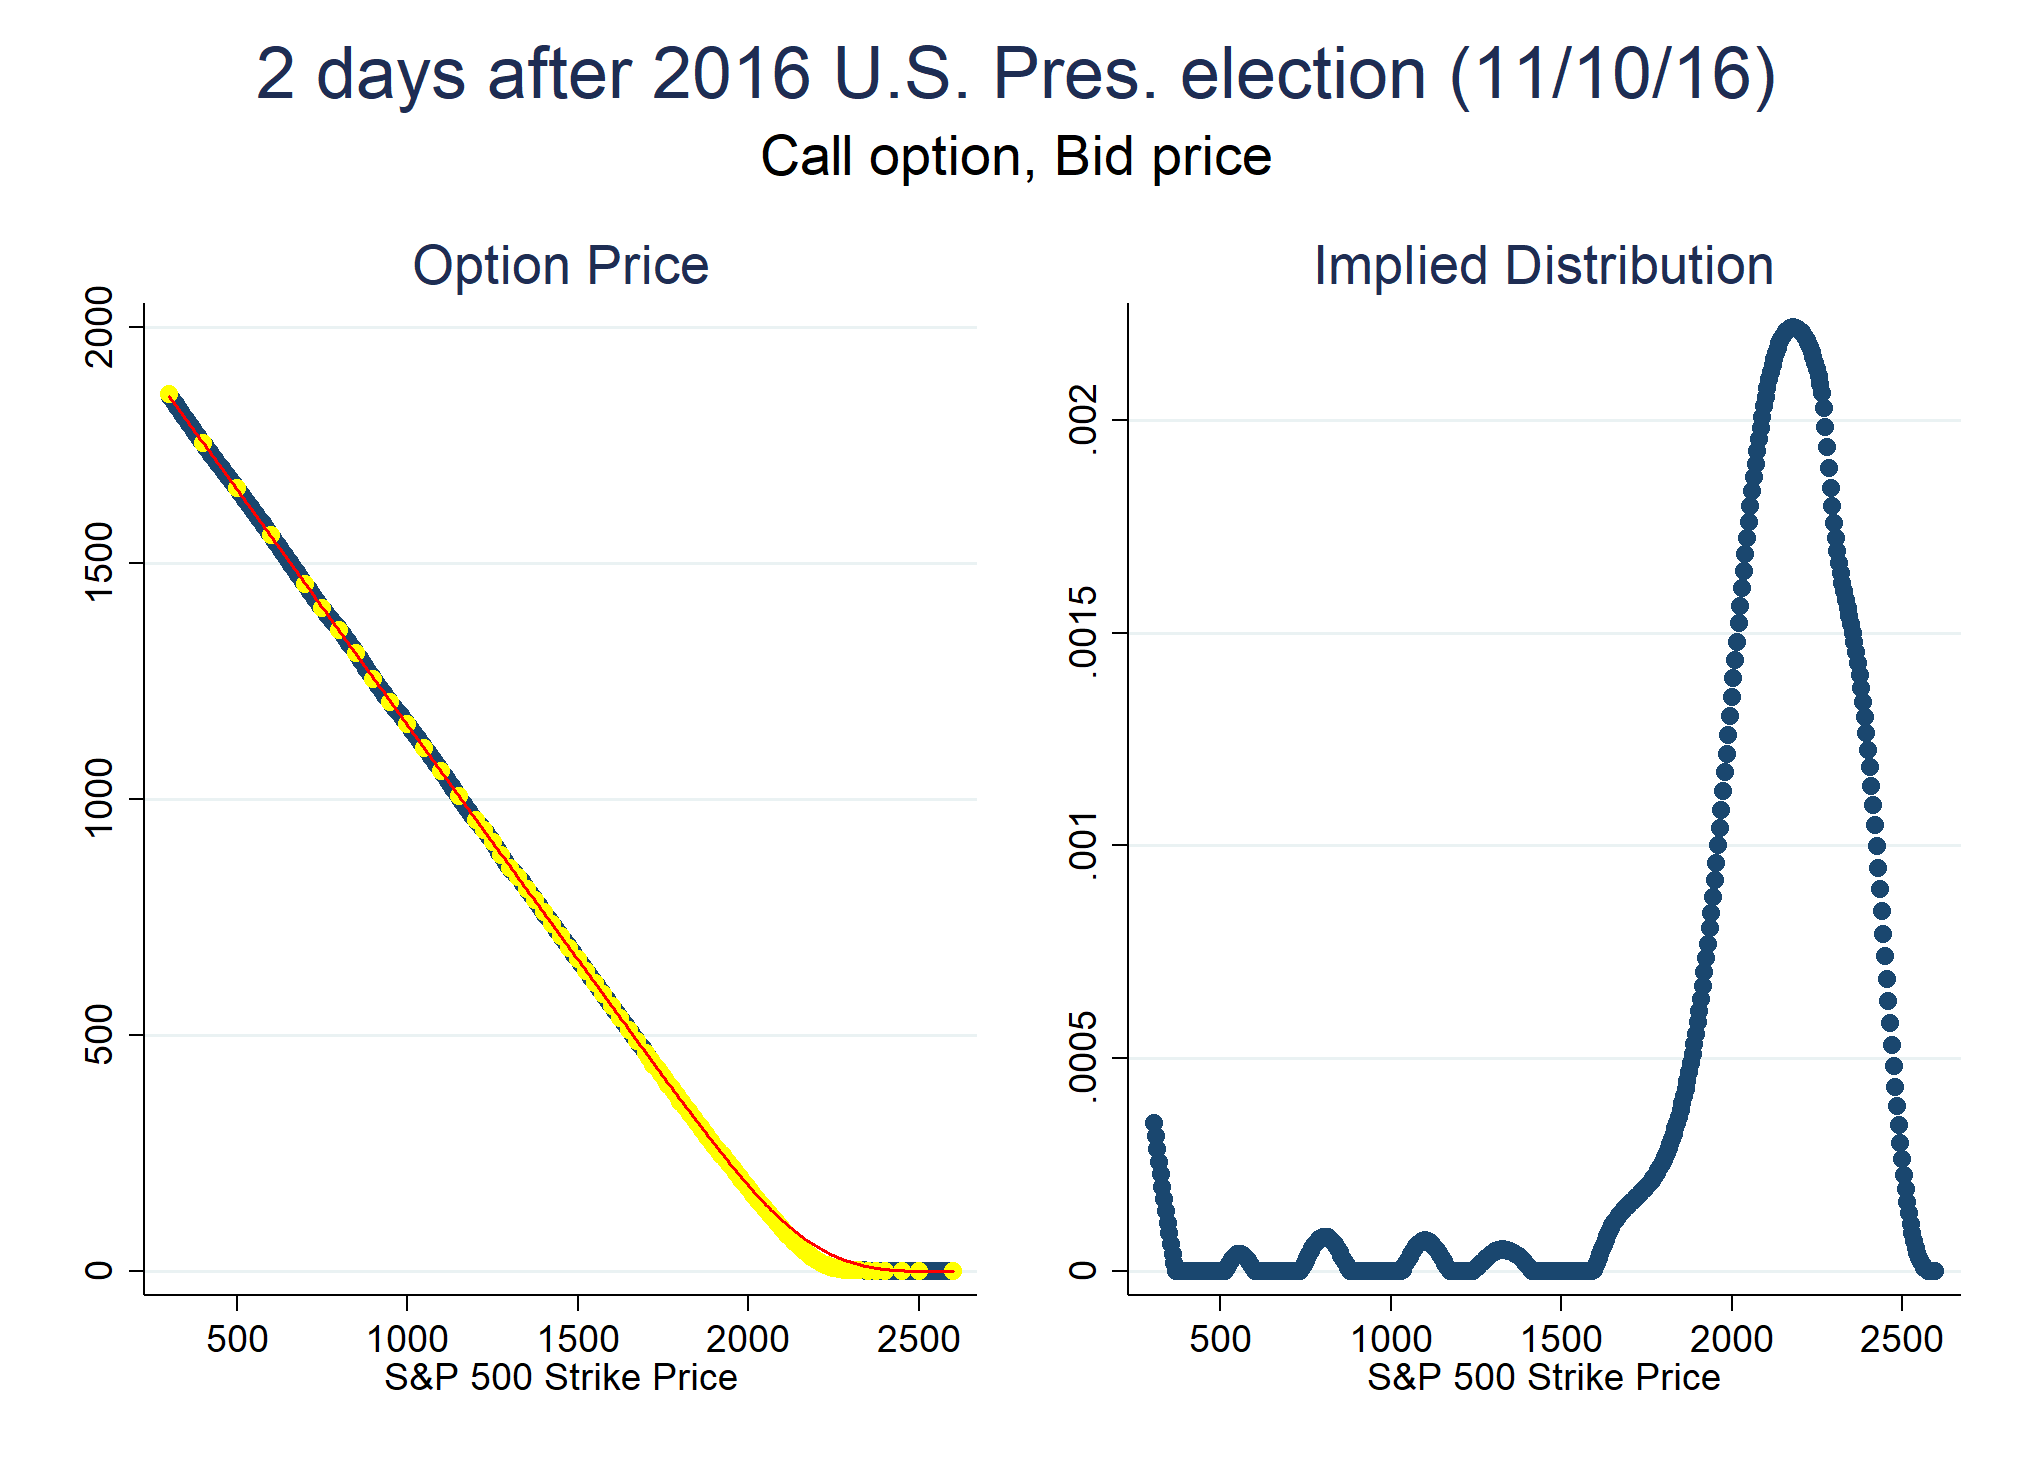 2 days after 2016 U.S. Pres. election (11/10/16)
Call option, Bid price
Option Price
2000
1500
1000
500
0
500 1000 1500 2000 2500
S&P 500 Strike Price
Implied Distribution
.002
.0015
.001
.0005
0
500 1000 1500 2000 2500
S&P 500 Strike Price